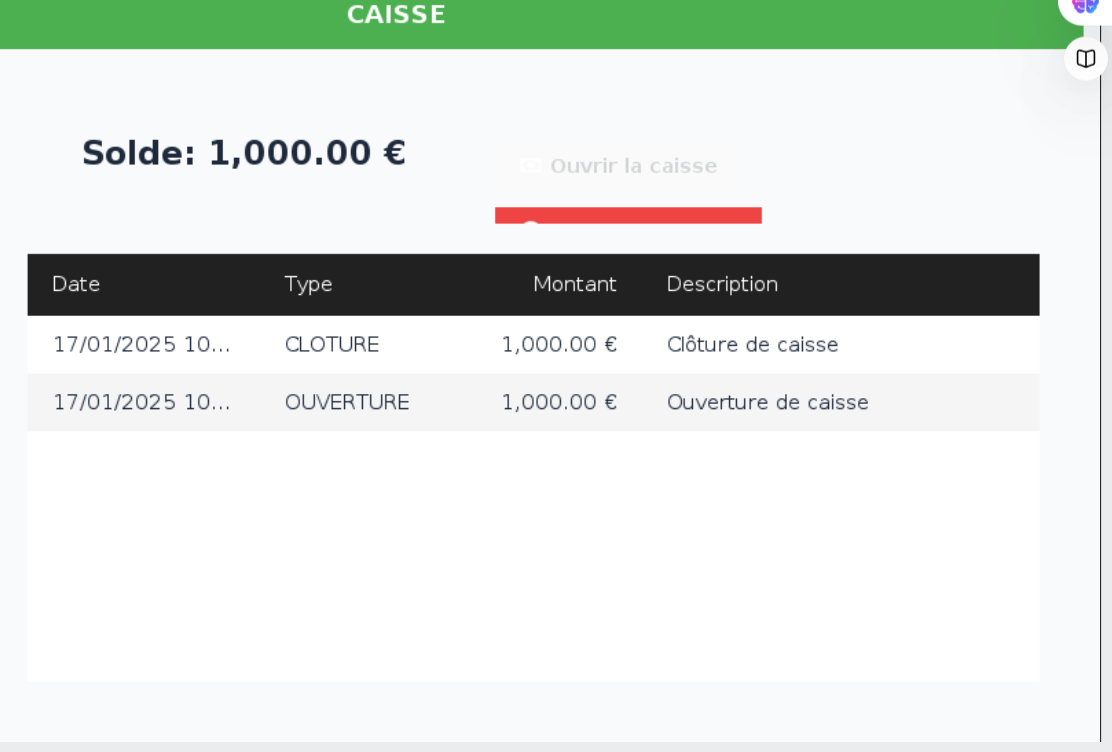 CAISSE
Solde: 1,000.00 €
Ouvrir la caisse
Date Type Montant Description
17/01/2025 10... CLOTURE 1,000.00 € Clôture de caisse
17/01/2025 10... OUVERTURE 1,000.00 € Ouverture de caisse